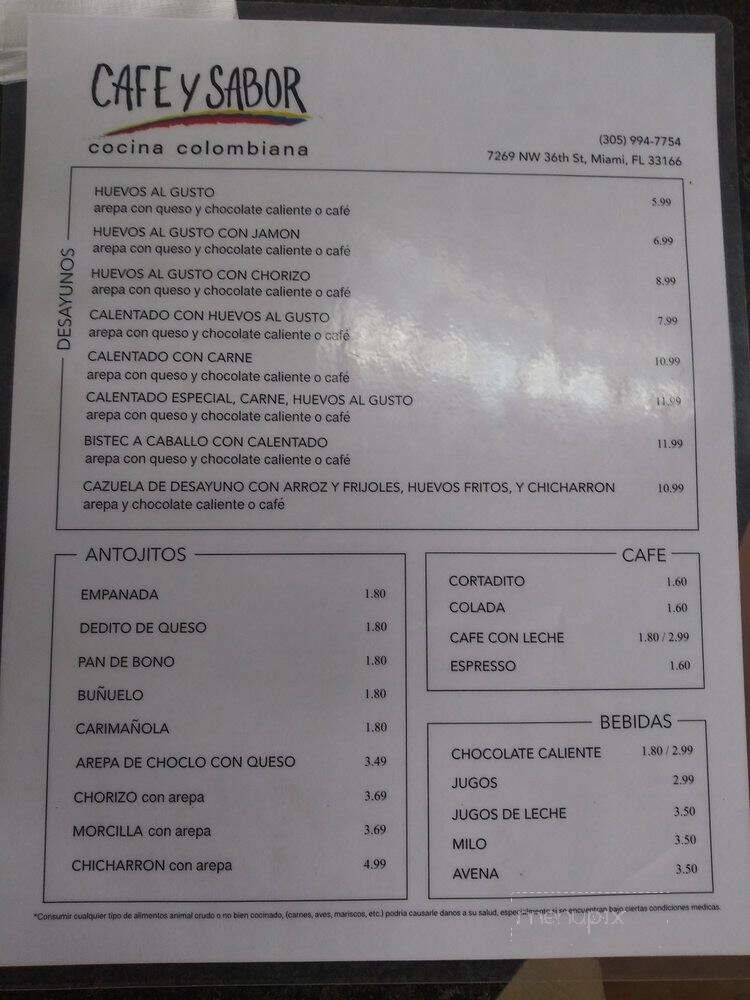 CAFE Y SABOR
cocina colombiana
(305) 994-7754
7269 NW 36th St, Miami, FL 33166
DESAYUNOS
HUEVOS AL GUSTO
arepa con queso y chocolate caliente o café 5.99
HUEVOS AL GUSTO CON JAMON
arepa con queso y chocolate caliente o café 6.99
HUEVOS AL GUSTO CON CHORIZO
arepa con queso y chocolate caliente o café 8.99
CALENTADO CON HUEVOS AL GUSTO
arepa con queso y chocolate caliente o café 7.99
CALENTADO CON CARNE 10.99
arepa con queso y chocolate caliente o café
CALENTADO ESPECIAL, CARNE, HUEVOS AL GUSTO 11.99
arepa con queso y chocolate caliente o café
BISTEC A CABALLO CON CALENTADO 11.99
arepa con queso y chocolate caliente o café
CAZUELA DE DESAYUNO CON ARROZ Y FRIJOLES, HUEVOS FRITOS, Y CHICHARRON 10.99
arepa y chocolate caliente o café
ANTOJITOS
EMPANADA 1.80
DEDITO DE QUESO 1.80
PAN DE BONO 1.80
BUÑUELO 1.80
CARIMAÑOLA 1.80
AREPA DE CHOCLO CON QUESO 3.49
CHORIZO con arepa 3.69
MORCILLA con arepa 3.69
CHICHARRON con arepa 4.99
CAFE
CORTADITO 1.60
COLADA 1.60
CAFE CON LECHE 1.80 / 2.99
ESPRESSO 1.60
BEBIDAS
CHOCOLATE CALIENTE 1.80 / 2.99
JUGOS 2.99
JUGOS DE LECHE 3.50
MILO 3.50
AVENA 3.50
*Consumir cualquier tipo de alimentos animal crudo o no bien cocinado, (carnes, aves, mariscos, etc.) podria causarle danos a su salud, especialmente si se encuentran bajo ciertas condiciones medicas.
menupix